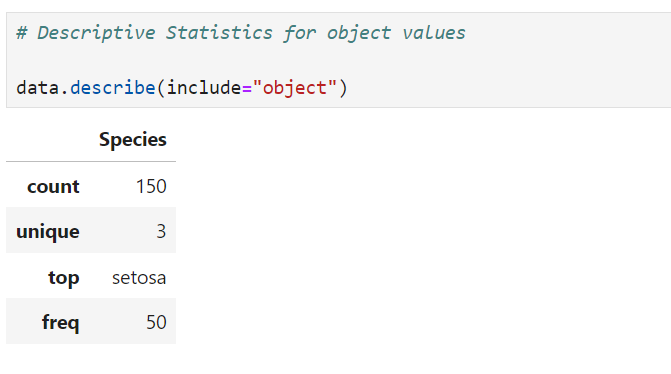 # Descriptive Statistics for object values
data.describe(include="object")
Species
count 150
unique 3
top setosa
freq 50